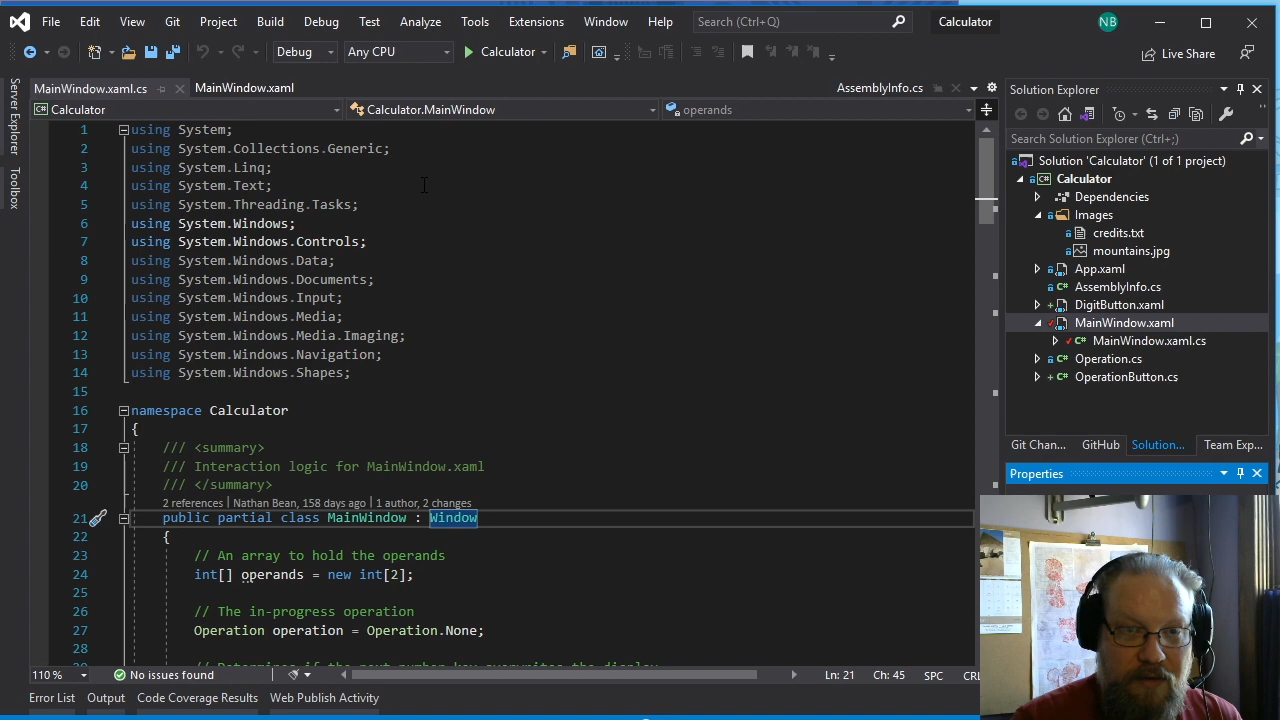 File Edit View Git Project Build Debug Test Analyze Tools Extensions Window Help Search (Ctrl+Q) Calculator NB
Debug Any CPU Calculator Live Share
Server Explorer
Toolbox
MainWindow.xaml.cs MainWindow.xaml AssemblyInfo.cs
Calculator Calculator.MainWindow operands
1 using System;
2 using System.Collections.Generic;
3 using System.Linq;
4 using System.Text;
5 using System.Threading.Tasks;
6 using System.Windows;
7 using System.Windows.Controls;
8 using System.Windows.Data;
9 using System.Windows.Documents;
10 using System.Windows.Input;
11 using System.Windows.Media;
12 using System.Windows.Media.Imaging;
13 using System.Windows.Navigation;
14 using System.Windows.Shapes;
15
16 namespace Calculator
17 {
18 /// <summary>
19 /// Interaction logic for MainWindow.xaml
20 /// </summary>
2 references | Nathan Bean, 158 days ago | 1 author, 2 changes
21 public partial class MainWindow : Window
22 {
23 // An array to hold the operands
24 int[] operands = new int[2];
25
26 // The in-progress operation
27 Operation operation = Operation.None;
28
// Determines if the next number key overwrites the display
110 % No issues found Ln: 21 Ch: 45 SPC CRL
Error List Output Code Coverage Results Web Publish Activity
Solution Explorer
Search Solution Explorer (Ctrl+;)
Solution 'Calculator' (1 of 1 project)
Calculator
Dependencies
Images
credits.txt
mountains.jpg
App.xaml
AssemblyInfo.cs
DigitButton.xaml
MainWindow.xaml
MainWindow.xaml.cs
Operation.cs
OperationButton.cs
Git Chan... GitHub Solution... Team Exp...
Properties